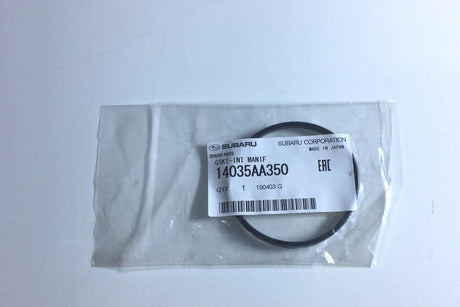 SUBARU
SUBARU CORPORATION
GENUINE PARTS
MADE IN JAPAN
GSKT-INT MANIF
14035AA350
EAC
QTY 1 190403 G